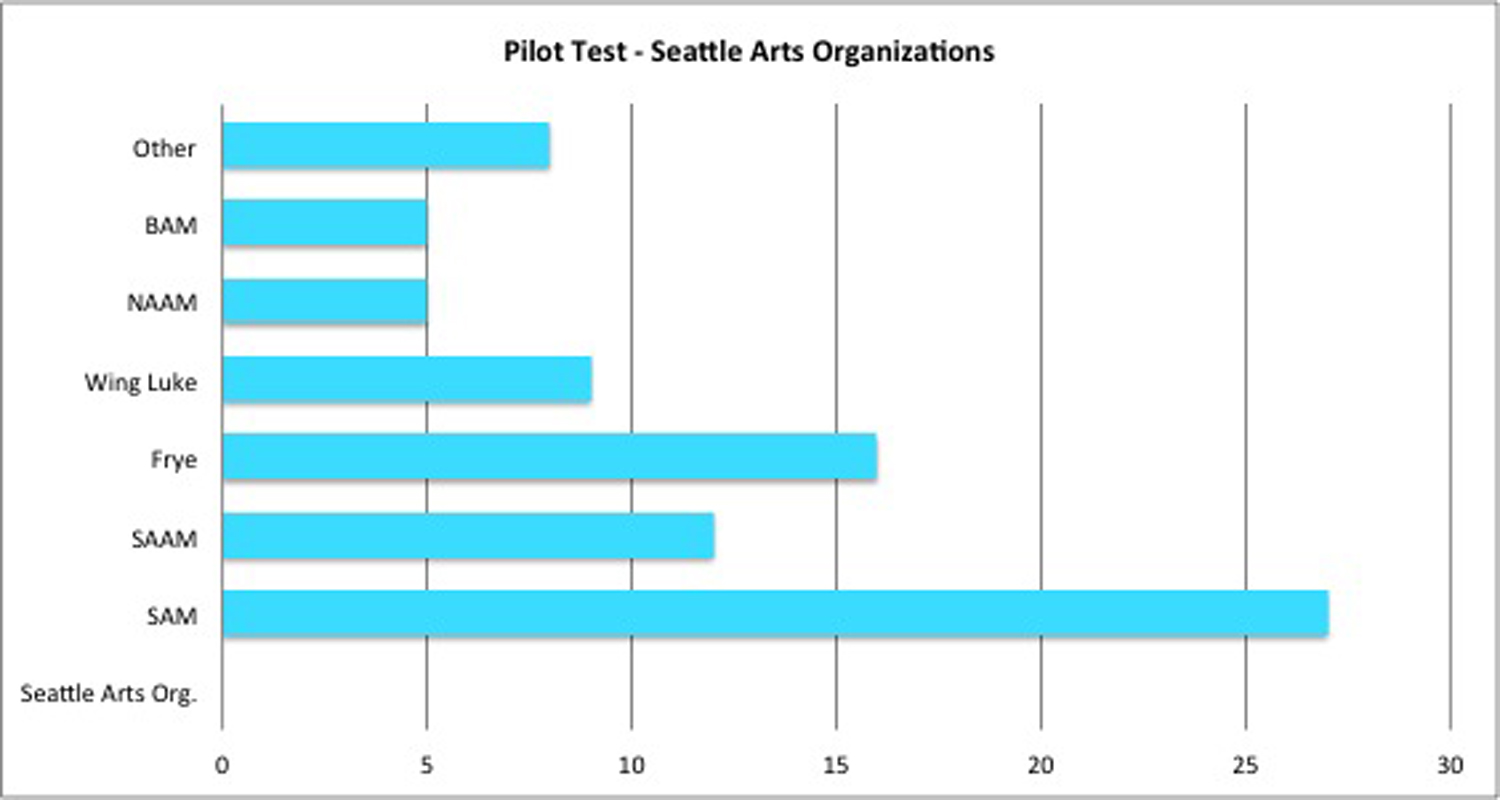 Pilot Test - Seattle Arts Organizations
Other
BAM
NAAM
Wing Luke
Frye
SAAM
SAM
Seattle Arts Org.
0 5 10 15 20 25 30